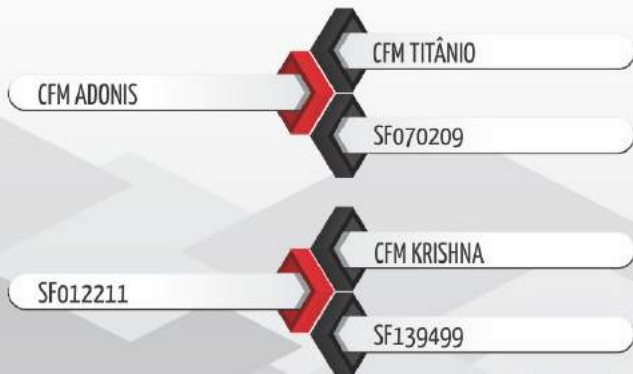 CFM TITÂNIO
CFM ADONIS
SF070209
CFM KRISHNA
SF012211
SF139499